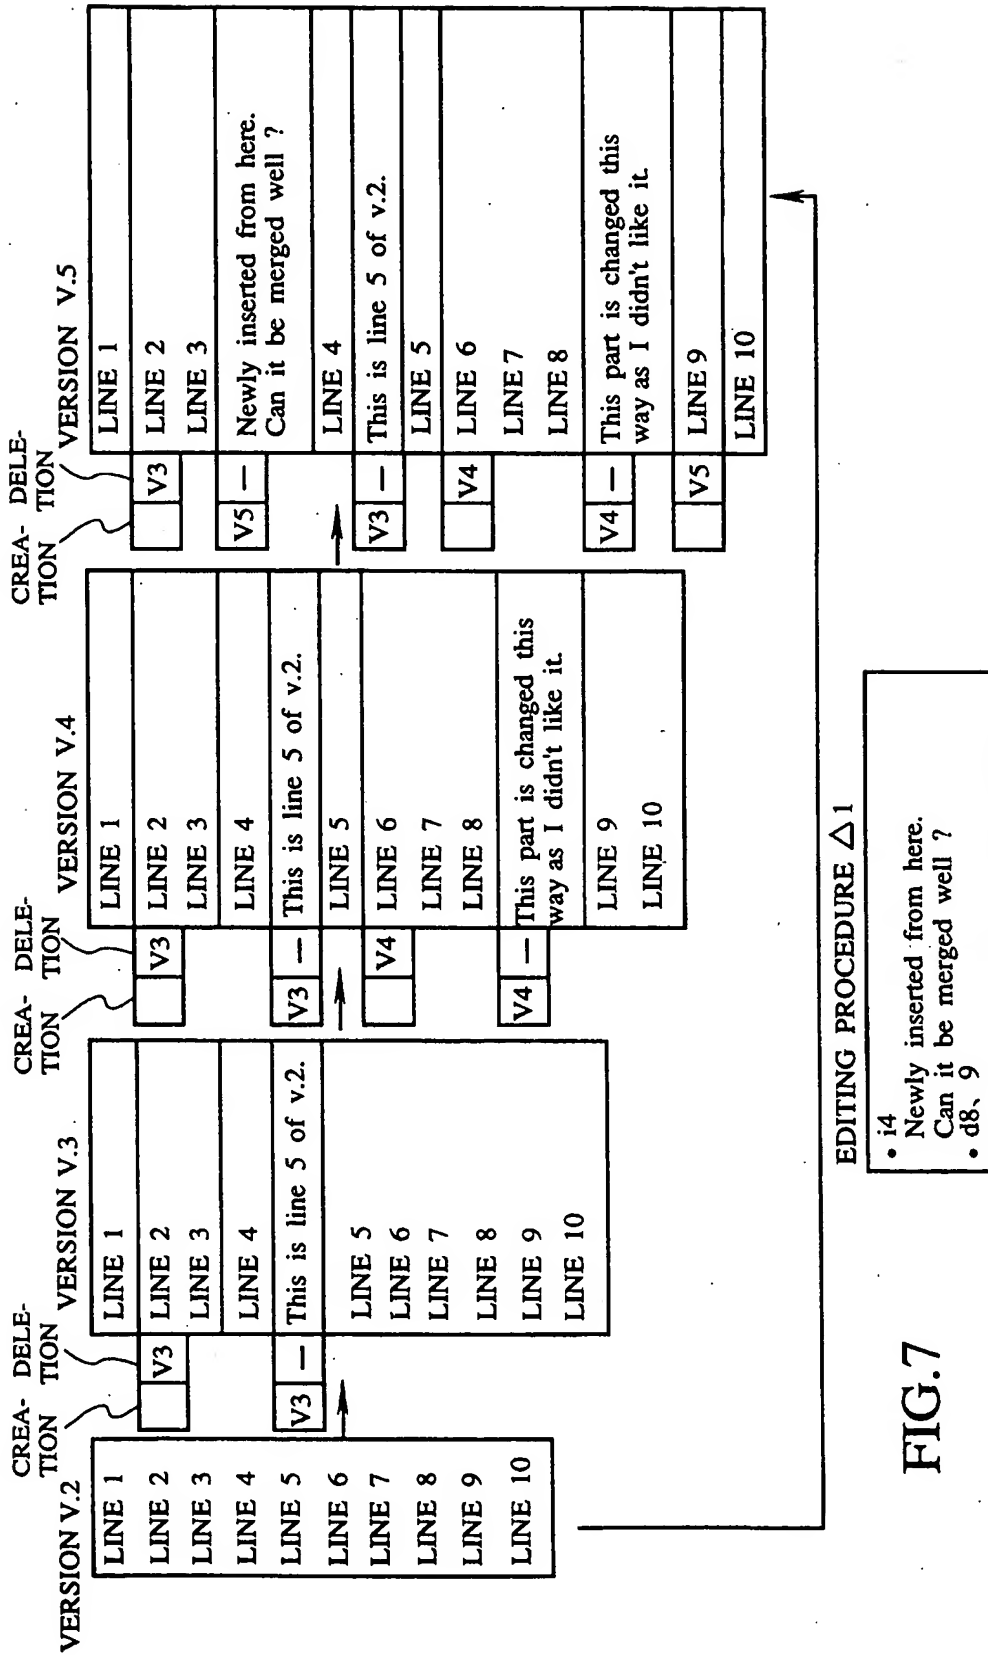 VERSION V.2
LINE 1
LINE 2
LINE 3
LINE 4
LINE 5
LINE 6
LINE 7
LINE 8
LINE 9
LINE 10
CREA- DELE-
TION TION
VERSION V.3
V3
V3 —
LINE 1
LINE 2
LINE 3
LINE 4
This is line 5 of v.2.
LINE 5
LINE 6
LINE 7
LINE 8
LINE 9
LINE 10
CREA- DELE-
TION TION
VERSION V.4
V3
V3 —
V4
V4 —
LINE 1
LINE 2
LINE 3
LINE 4
This is line 5 of v.2.
LINE 5
LINE 6
LINE 7
LINE 8
This part is changed this
way as I didn't like it.
LINE 9
LINE 10
CREA- DELE-
TION TION
VERSION V.5
V3
V5 —
V3 —
V4
V4 —
V5
LINE 1
LINE 2
LINE 3
Newly inserted from here.
Can it be merged well ?
LINE 4
This is line 5 of v.2.
LINE 5
LINE 6
LINE 7
LINE 8
This part is changed this
way as I didn't like it.
LINE 9
LINE 10
EDITING PROCEDURE △1
• i4
Newly inserted from here.
Can it be merged well ?
• d8、9
FIG.7